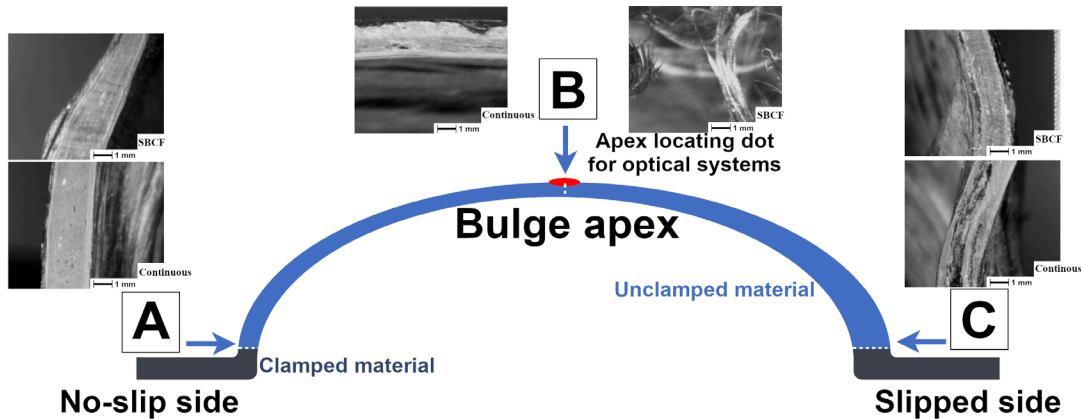 SBCF
1 mm
Continuous
1 mm
A
No-slip side
Clamped material
Continuous
1 mm
B
SBCF
1 mm
Apex locating dot
for optical systems
Bulge apex
Unclamped material
SBCF
1 mm
Continous
1 mm
C
Slipped side